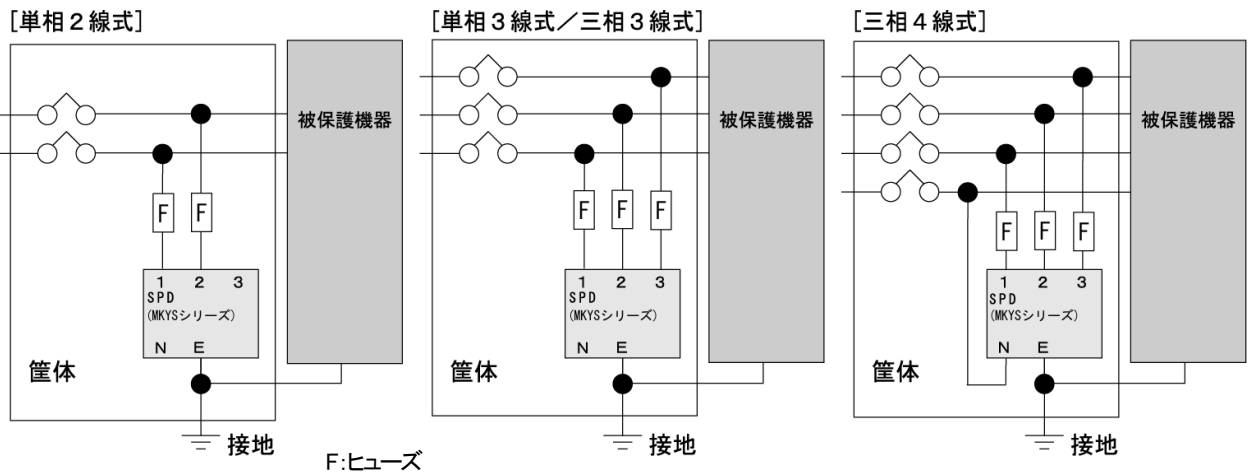 [単相２線式]
被保護機器
F
F
1 2 3
SPD
(MKYSシリーズ)
N E
筐体
接地
[単相３線式／三相３線式]
被保護機器
F
F
F
1 2 3
SPD
(MKYSシリーズ)
N E
筐体
接地
[三相４線式]
被保護機器
F
F
F
1 2 3
SPD
(MKYSシリーズ)
N E
筐体
接地
F:ヒューズ